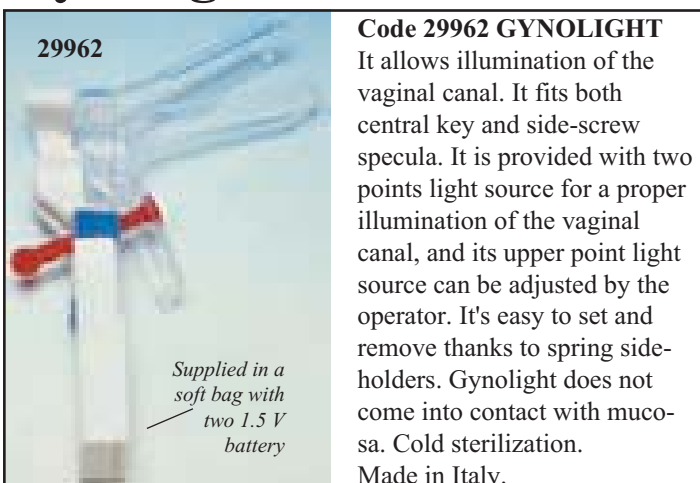 29962
Supplied in a
soft bag with
two 1.5 V
battery
Code 29962 GYNOLIGHT
It allows illumination of the
vaginal canal. It fits both
central key and side-screw
specula. It is provided with two
points light source for a proper
illumination of the vaginal
canal, and its upper point light
source can be adjusted by the
operator. It's easy to set and
remove thanks to spring side-
holders. Gynolight does not
come into contact with muco-
sa. Cold sterilization.
Made in Italy.